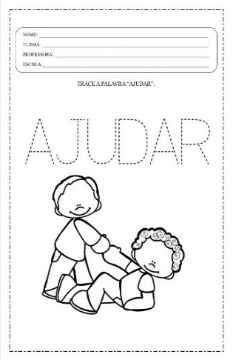 NOME:
TURMA:
PROFESSORA:
ESCOLA:
TRACE A PALAVRA "AJUDAR":
AJUDAR